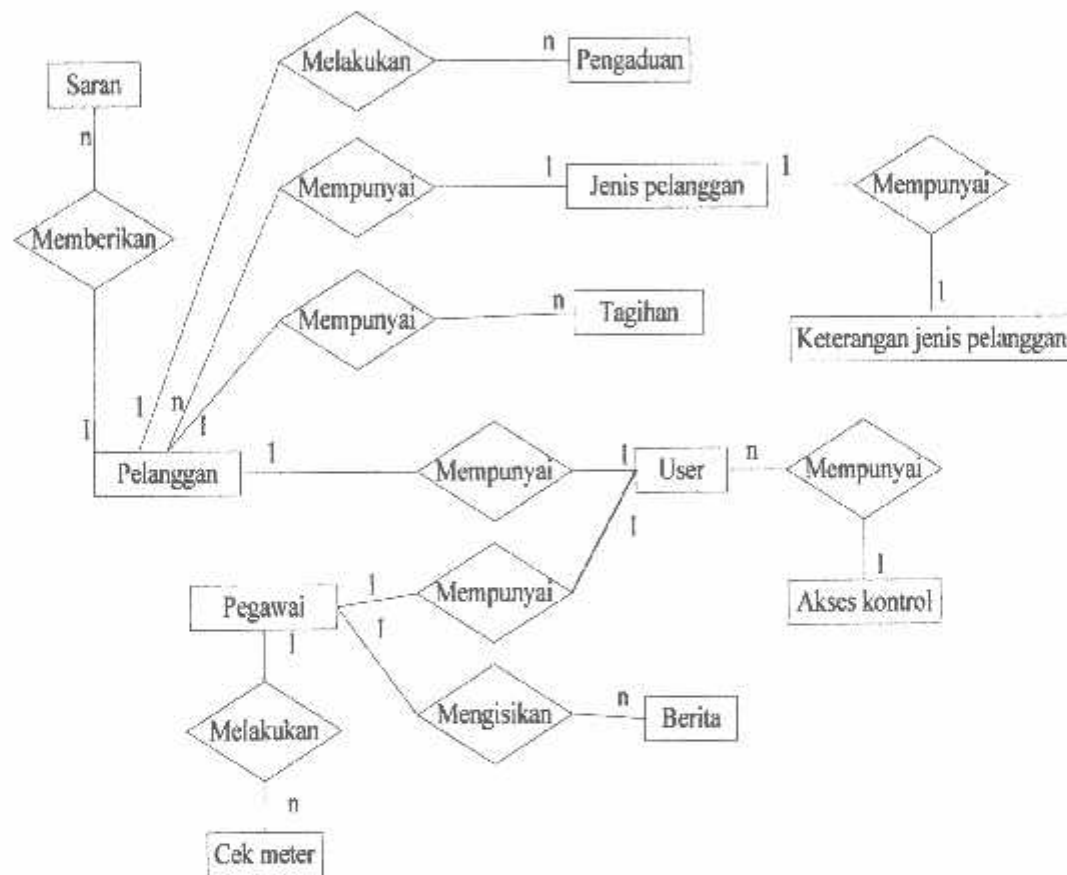 Melakukan
n
Pengaduan
Saran
n
Mempunyai
1
Jenis pelanggan
1
Mempunyai
Memberikan
Mempunyai
n
Tagihan
1
Keterangan jenis pelanggan
1
n
1
1
Pelanggan
1
Mempunyai
1
User
n
Mempunyai
1
Pegawai
1
Mempunyai
1
Akses kontrol
1
1
Mengisikan
n
Berita
Melakukan
n
Cek meter